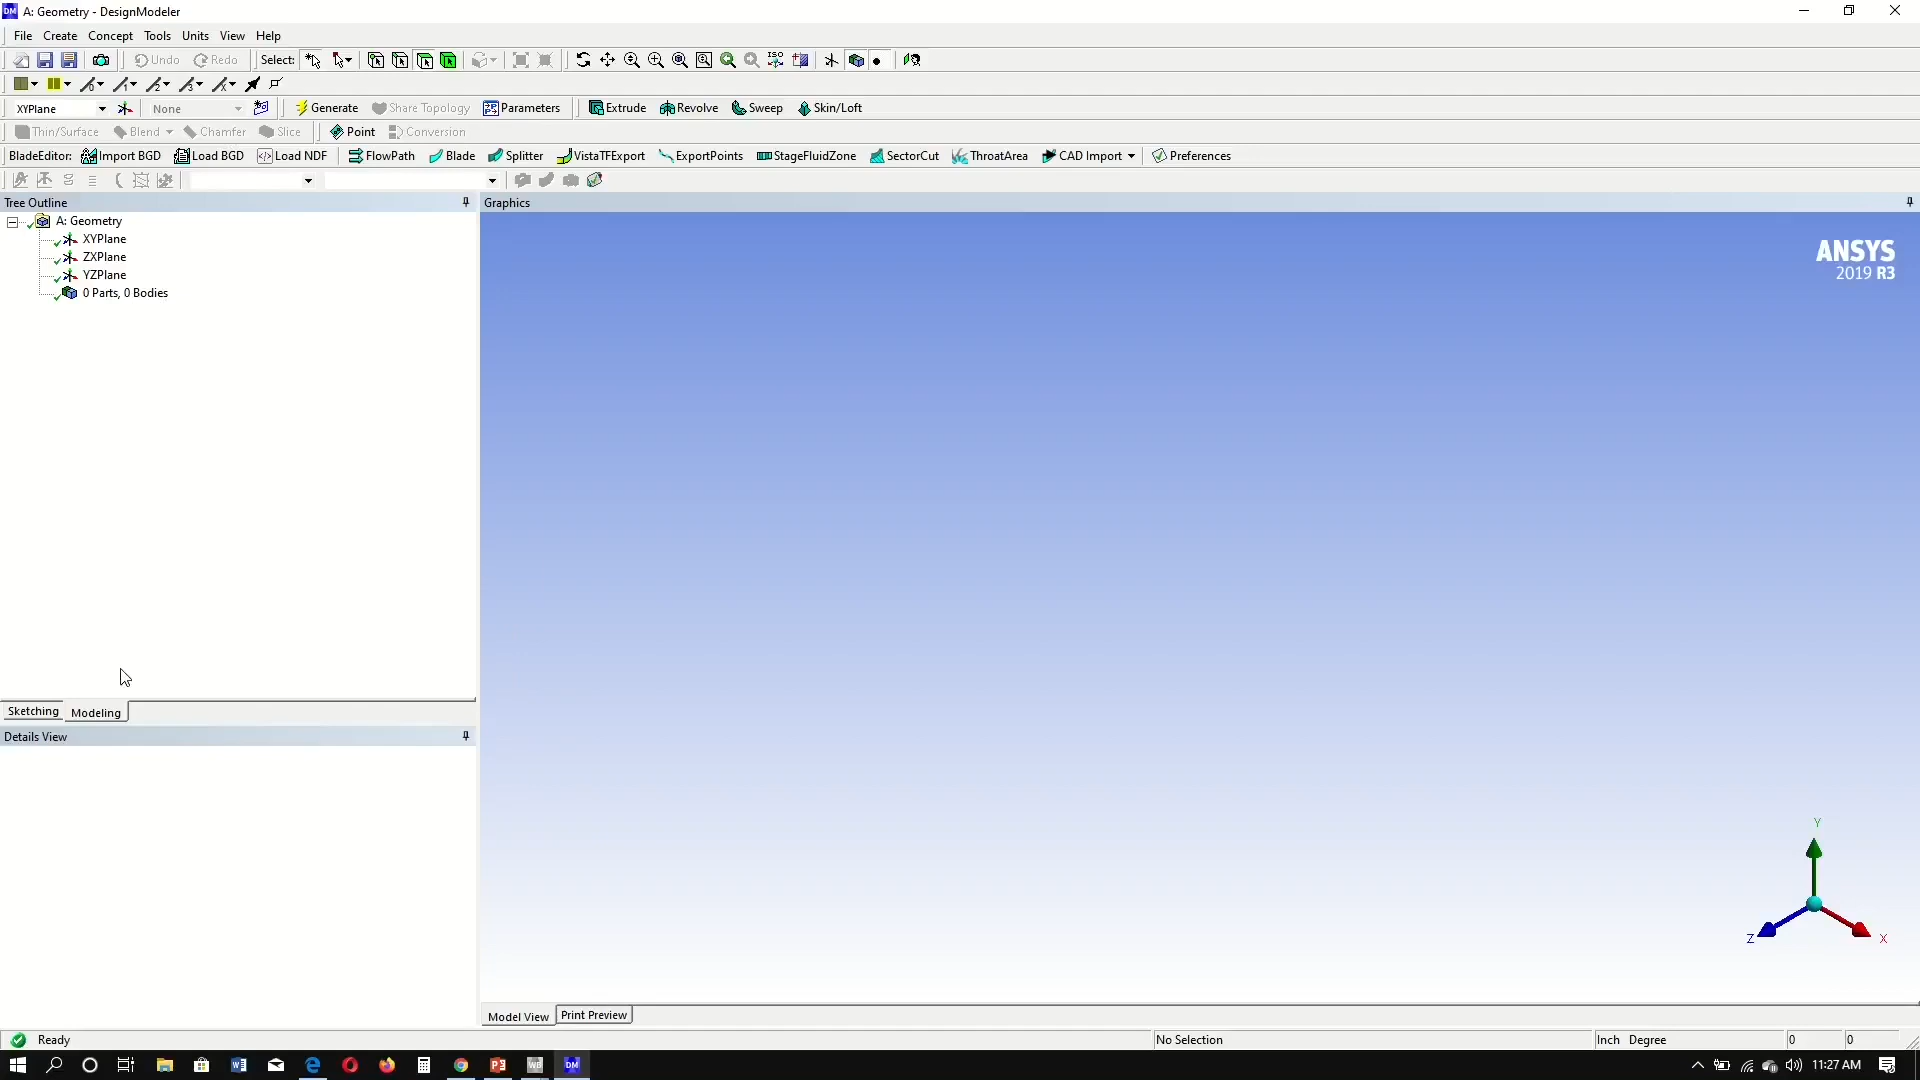 A: Geometry - DesignModeler
File Create Concept Tools Units View Help
Undo Redo Select: ISO
XYPlane None Generate Share Topology Parameters Extrude Revolve Sweep Skin/Loft
Thin/Surface Blend Chamfer Slice Point Conversion
BladeEditor: Import BGD Load BGD Load NDF FlowPath Blade Splitter VistaTFExport ExportPoints StageFluidZone SectorCut ThroatArea CAD Import Preferences
Tree Outline Graphics
A: Geometry
XYPlane
ZXPlane
YZPlane
0 Parts, 0 Bodies
ANSYS
2019 R3
Sketching Modeling
Details View
Y
Z X
Model View Print Preview
Ready No Selection Inch Degree 0 0
11:27 AM